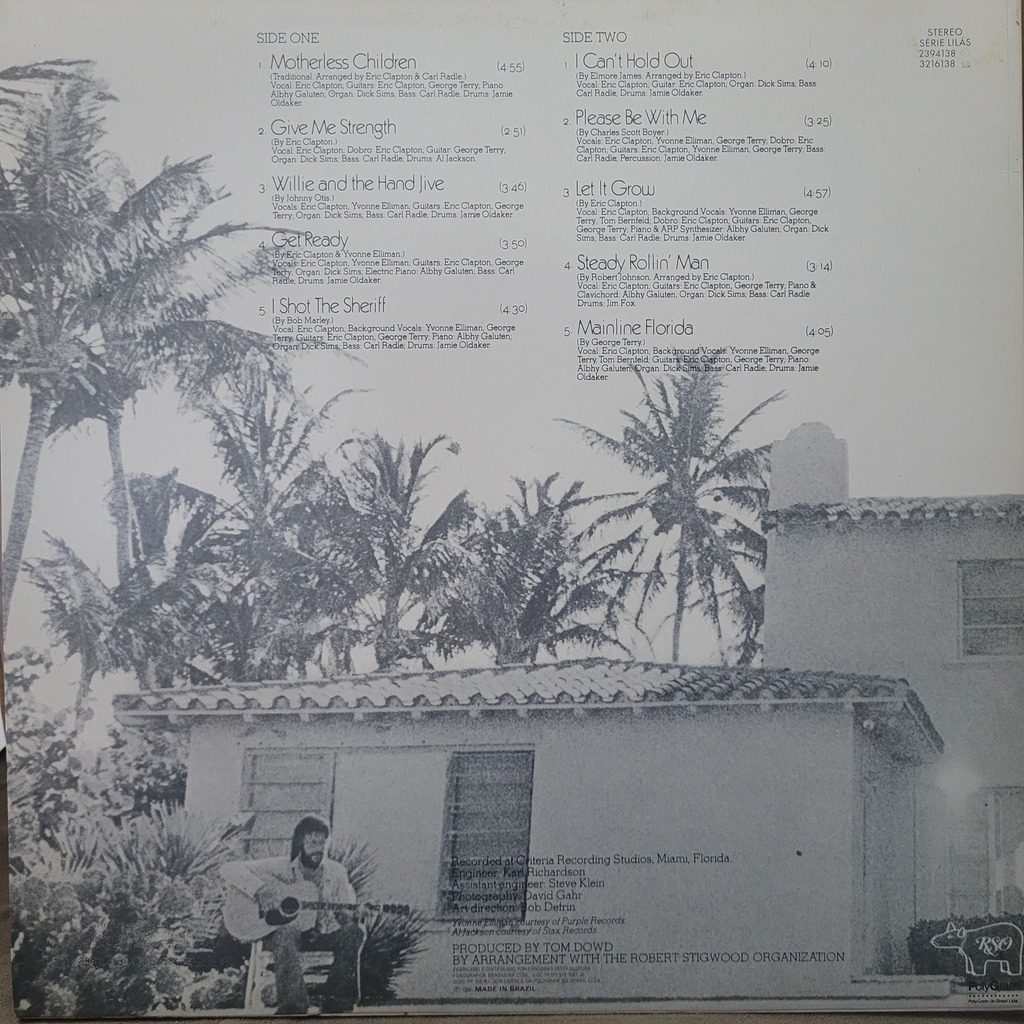 SIDE ONE
1. Motherless Children (4:55)
(Traditional. Arranged by Eric Clapton & Carl Radle.)
Vocal: Eric Clapton; Guitars: Eric Clapton, George Terry; Piano:
Albhy Galuten; Organ: Dick Sims; Bass: Carl Radle; Drums: Jamie
Oldaker.
2. Give Me Strength (2:51)
(By Eric Clapton.)
Vocal: Eric Clapton; Dobro: Eric Clapton; Guitar: George Terry;
Organ: Dick Sims; Bass: Carl Radle; Drums: Al Jackson.
3. Willie and the Hand Jive (3:46)
(By Johnny Otis.)
Vocals: Eric Clapton, Yvonne Elliman; Guitars: Eric Clapton, George
Terry; Organ: Dick Sims; Bass: Carl Radle; Drums: Jamie Oldaker.
4. Get Ready (3:50)
(By Eric Clapton & Yvonne Elliman.)
Vocals: Eric Clapton, Yvonne Elliman; Guitars: Eric Clapton, George
Terry; Organ: Dick Sims; Electric Piano: Albhy Galuten; Bass: Carl
Radle; Drums: Jamie Oldaker.
5. I Shot The Sheriff (4:30)
(By Bob Marley.)
Vocal: Eric Clapton; Background Vocals: Yvonne Elliman, George
Terry; Guitars: Eric Clapton, George Terry; Piano: Albhy Galuten;
Organ: Dick Sims; Bass: Carl Radle; Drums: Jamie Oldaker.
SIDE TWO
1. I Can't Hold Out (4:10)
(By Elmore James. Arranged by Eric Clapton.)
Vocal: Eric Clapton; Guitar: Eric Clapton; Organ: Dick Sims; Bass:
Carl Radle; Drums: Jamie Oldaker.
2. Please Be With Me (3:25)
(By Charles Scott Boyer.)
Vocals: Eric Clapton, Yvonne Elliman, George Terry; Dobro: Eric
Clapton; Guitars: Eric Clapton, Yvonne Elliman, George Terry; Bass:
Carl Radle; Percussion: Jamie Oldaker.
3. Let It Grow (4:57)
(By Eric Clapton.)
Vocal: Eric Clapton; Background Vocals: Yvonne Elliman, George
Terry, Tom Bernfeld; Dobro: Eric Clapton; Guitars: Eric Clapton,
George Terry; Piano & ARP Synthesizer: Albhy Galuten; Organ: Dick
Sims; Bass: Carl Radle; Drums: Jamie Oldaker.
4. Steady Rollin' Man (3:14)
(By Robert Johnson. Arranged by Eric Clapton.)
Vocal: Eric Clapton; Guitars: Eric Clapton, George Terry; Piano &
Clavichord: Albhy Galuten; Organ: Dick Sims; Bass: Carl Radle
Drums: Jim Fox.
5. Mainline Florida (4:05)
(By George Terry.)
Vocal: Eric Clapton; Background Vocals: Yvonne Elliman, George
Terry, Tom Bernfeld; Guitars: Eric Clapton, George Terry; Piano:
Albhy Galuten; Organ: Dick Sims; Bass: Carl Radle; Drums: Jamie
Oldaker.
STEREO
SÉRIE LILÁS
2394138
3216138
Recorded at Criteria Recording Studios, Miami, Florida.
Engineer: Karl Richardson
Assistant engineer: Steve Klein
Photography: David Gahr
Art direction: Bob Defrin
Yvonne Elliman courtesy of Purple Records
Al Jackson courtesy of Stax Records
PRODUCED BY TOM DOWD
BY ARRANGEMENT WITH THE ROBERT STIGWOOD ORGANIZATION
MADE IN BRAZIL
RSO
PolyGram
PolyGram do Brasil Ltda.